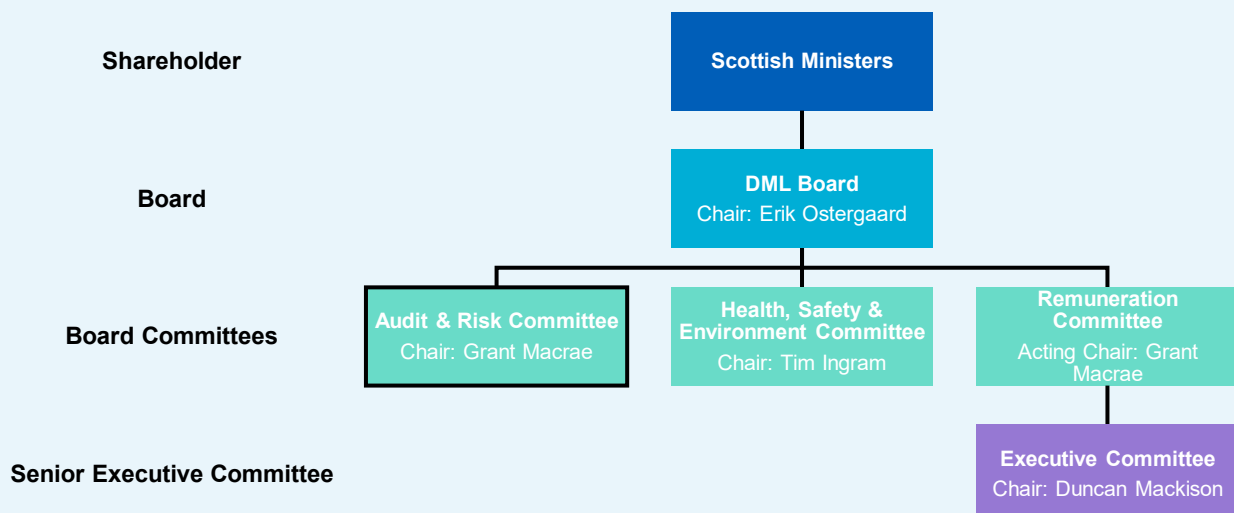 Shareholder
Scottish Ministers
Board
DML Board
Chair: Erik Ostergaard
Board Committees
Audit & Risk Committee
Chair: Grant Macrae
Health, Safety &
Environment Committee
Chair: Tim Ingram
Remuneration
Committee
Acting Chair: Grant
Macrae
Senior Executive Committee
Executive Committee
Chair: Duncan Mackison